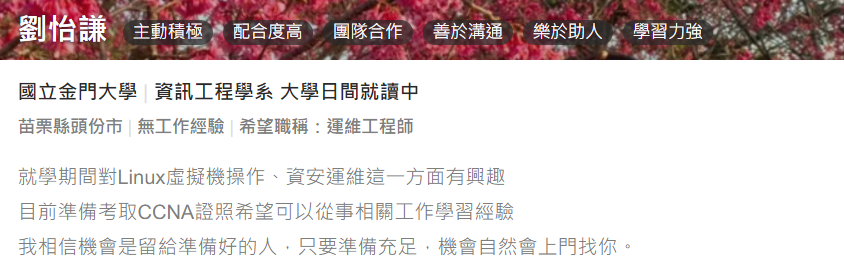 劉怡謙 主動積極 配合度高 團隊合作 善於溝通 樂於助人 學習力強
國立金門大學 | 資訊工程學系 大學日間就讀中
苗栗縣頭份市 | 無工作經驗 | 希望職稱：運維工程師
就學期間對Linux虛擬機操作、資安運維這一方面有興趣
目前準備考取CCNA證照希望可以從事相關工作學習經驗
我相信機會是留給準備好的人，只要準備充足，機會自然會上門找你。